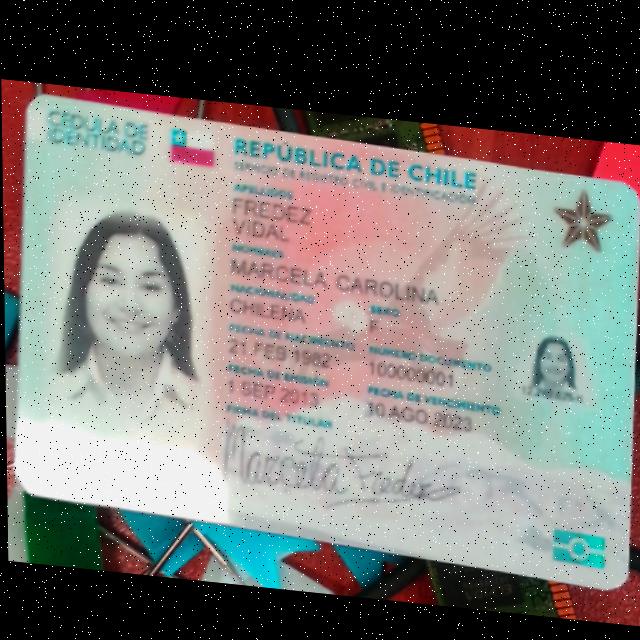 CÉDULA DE
IDENTIDAD
REPÚBLICA DE CHILE
SERVICIO DE REGISTRO CIVIL E IDENTIFICACIÓN
APELLIDOS
FREDEZ
VIDAL
NOMBRES
MARCELA CAROLINA
NACIONALIDAD
CHILENA
SEXO
F
FECHA DE NACIMIENTO
21 FEB 1982
NÚMERO DOCUMENTO
100000001
FECHA DE EMISIÓN
1 SEP 2013
FECHA DE VENCIMIENTO
10 AGO 2023
FIRMA DEL TITULAR
Marcela Fredez